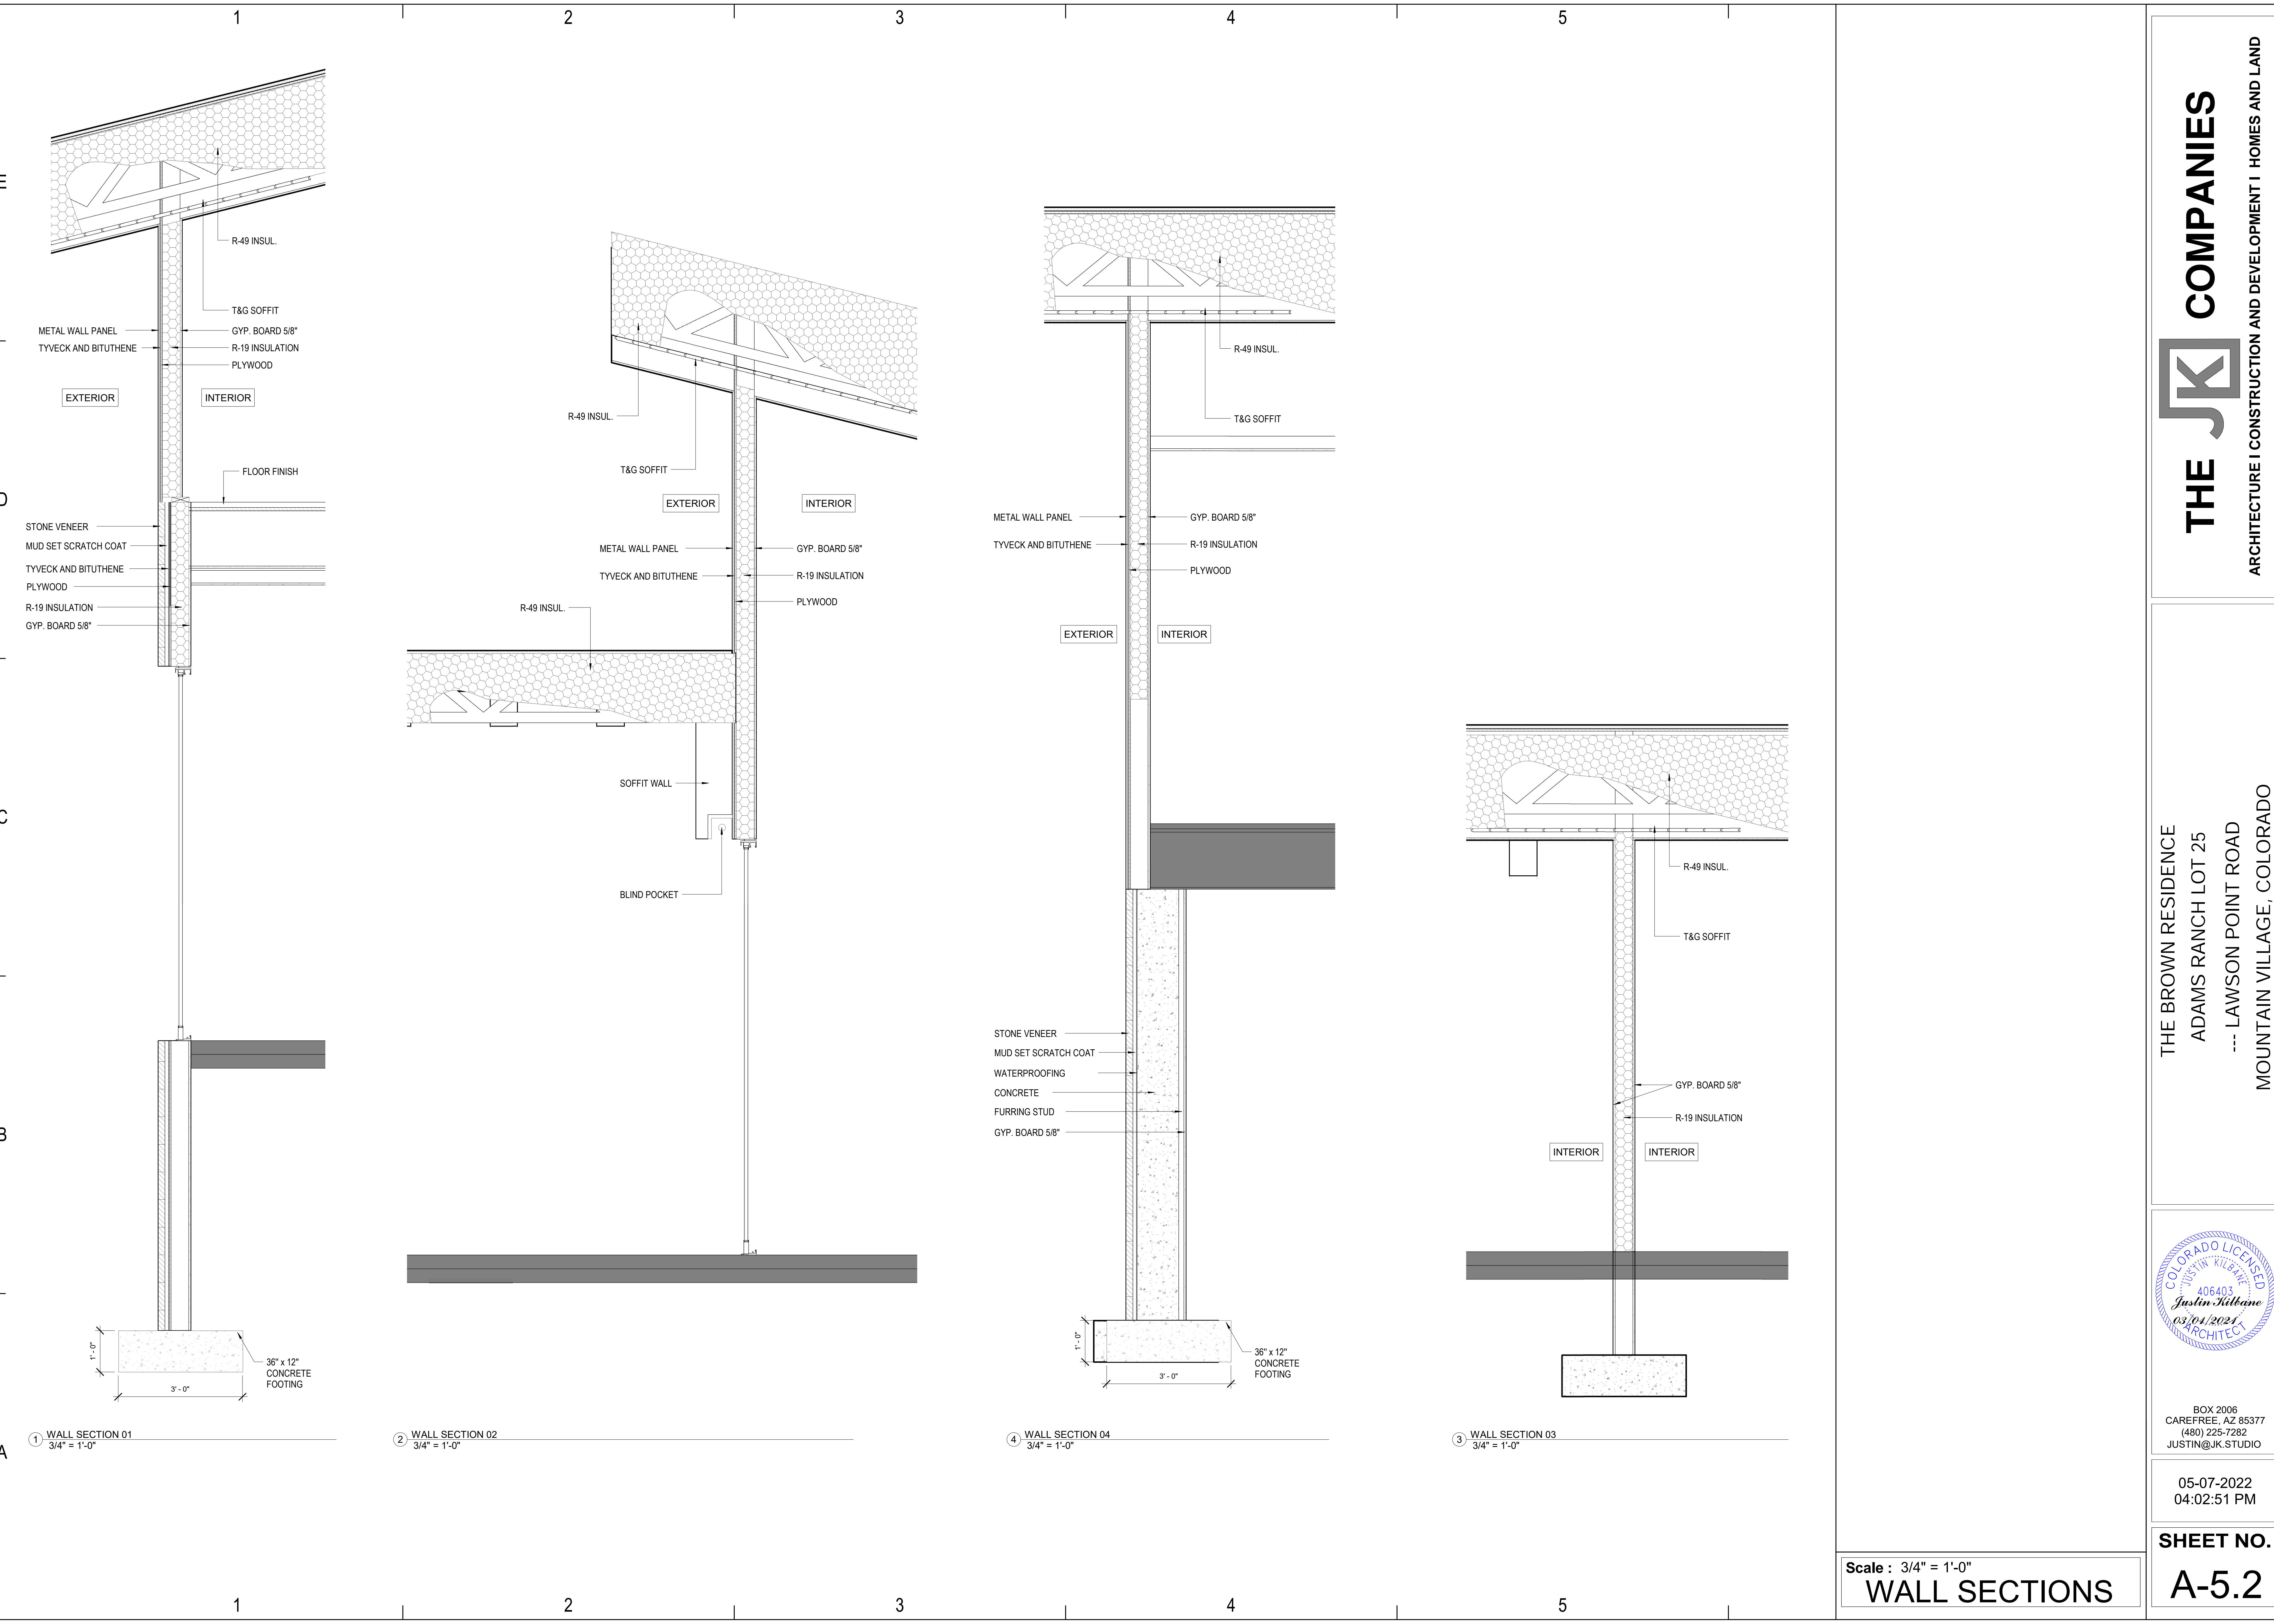 1
2
3
4
5
E
D
C
B
A
R-49 INSUL.
T&G SOFFIT
METAL WALL PANEL
GYP. BOARD 5/8"
TYVECK AND BITUTHENE
R-19 INSULATION
PLYWOOD
EXTERIOR
INTERIOR
FLOOR FINISH
STONE VENEER
MUD SET SCRATCH COAT
TYVECK AND BITUTHENE
PLYWOOD
R-19 INSULATION
GYP. BOARD 5/8"
1' - 0"
3' - 0"
36" x 12"
CONCRETE
FOOTING
1 WALL SECTION 01
3/4" = 1'-0"
R-49 INSUL.
T&G SOFFIT
EXTERIOR
INTERIOR
METAL WALL PANEL
GYP. BOARD 5/8"
TYVECK AND BITUTHENE
R-19 INSULATION
PLYWOOD
R-49 INSUL.
SOFFIT WALL
BLIND POCKET
2 WALL SECTION 02
3/4" = 1'-0"
R-49 INSUL.
T&G SOFFIT
METAL WALL PANEL
GYP. BOARD 5/8"
TYVECK AND BITUTHENE
R-19 INSULATION
PLYWOOD
EXTERIOR
INTERIOR
STONE VENEER
MUD SET SCRATCH COAT
WATERPROOFING
CONCRETE
FURRING STUD
GYP. BOARD 5/8"
1' - 0"
3' - 0"
36" x 12"
CONCRETE
FOOTING
4 WALL SECTION 04
3/4" = 1'-0"
R-49 INSUL.
T&G SOFFIT
GYP. BOARD 5/8"
R-19 INSULATION
INTERIOR
INTERIOR
3 WALL SECTION 03
3/4" = 1'-0"
1
2
3
4
5
Scale : 3/4" = 1'-0"
WALL SECTIONS
THE JK COMPANIES
ARCHITECTURE I CONSTRUCTION AND DEVELOPMENT I HOMES AND LAND
THE BROWN RESIDENCE
ADAMS RANCH LOT 25
--- LAWSON POINT ROAD
MOUNTAIN VILLAGE, COLORADO
COLORADO LICENSED
JUSTIN KILBANE
406403
Justin Kilbane
03/01/2021
ARCHITECT
BOX 2006
CAREFREE, AZ 85377
(480) 225-7282
JUSTIN@JK.STUDIO
05-07-2022
04:02:51 PM
SHEET NO.
A-5.2